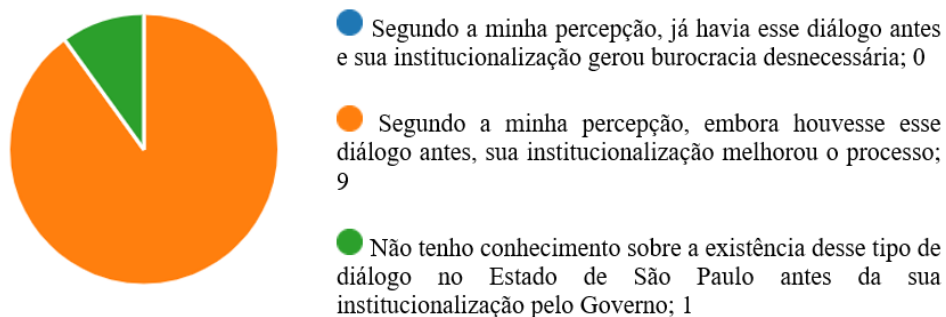 Segundo a minha percepção, já havia esse diálogo antes
e sua institucionalização gerou burocracia desnecessária; 0
Segundo a minha percepção, embora houvesse esse
diálogo antes, sua institucionalização melhorou o processo;
9
Não tenho conhecimento sobre a existência desse tipo de
diálogo no Estado de São Paulo antes da sua
institucionalização pelo Governo; 1